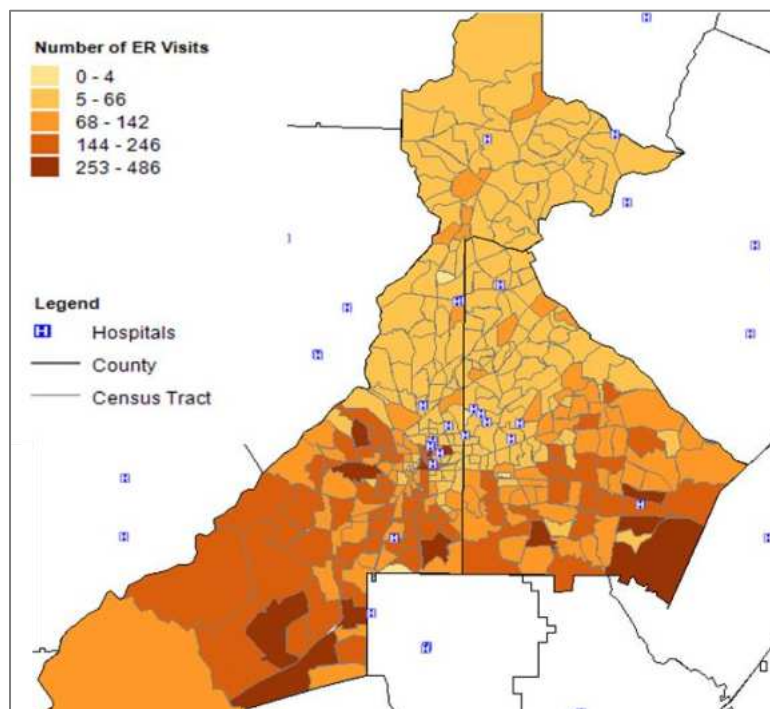 Number of ER Visits
0 - 4
5 - 66
68 - 142
144 - 246
253 - 486
Legend
H Hospitals
County
Census Tract